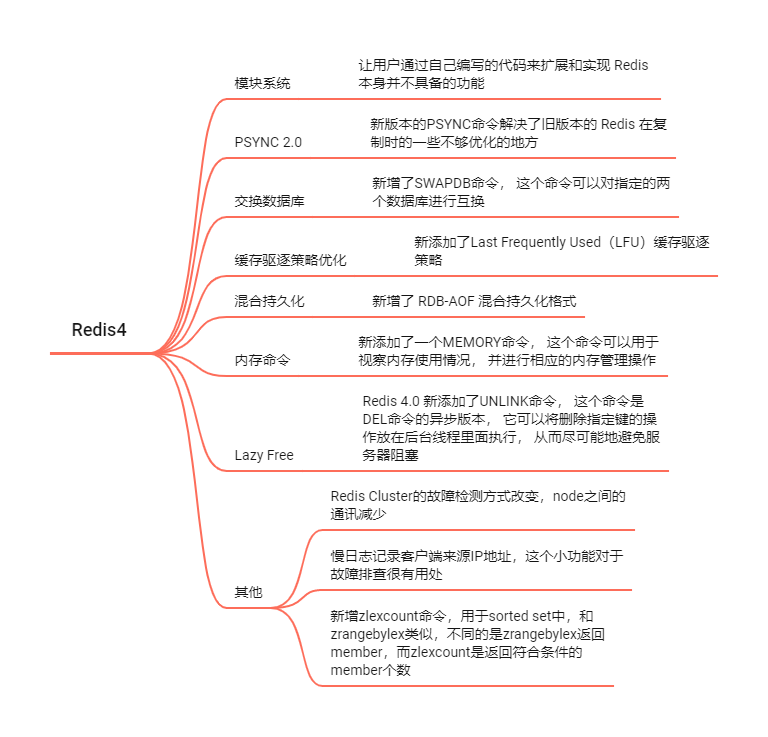 Redis4
模块系统
让用户通过自己编写的代码来扩展和实现 Redis
本身并不具备的功能
PSYNC 2.0
新版本的PSYNC命令解决了旧版本的 Redis 在复
制时的一些不够优化的地方
交换数据库
新增了SWAPDB命令， 这个命令可以对指定的两
个数据库进行互换
缓存驱逐策略优化
新添加了Last Frequently Used（LFU）缓存驱逐
策略
混合持久化
新增了 RDB-AOF 混合持久化格式
内存命令
新添加了一个MEMORY命令， 这个命令可以用于
视察内存使用情况， 并进行相应的内存管理操作
Lazy Free
Redis 4.0 新添加了UNLINK命令， 这个命令是
DEL命令的异步版本， 它可以将删除指定键的操
作放在后台线程里面执行， 从而尽可能地避免服
务器阻塞
其他
Redis Cluster的故障检测方式改变，node之间的
通讯减少
慢日志记录客户端来源IP地址，这个小功能对于
故障排查很有用处
新增zlexcount命令，用于sorted set中，和
zrangebylex类似，不同的是zrangebylex返回
member，而zlexcount是返回符合条件的
member个数